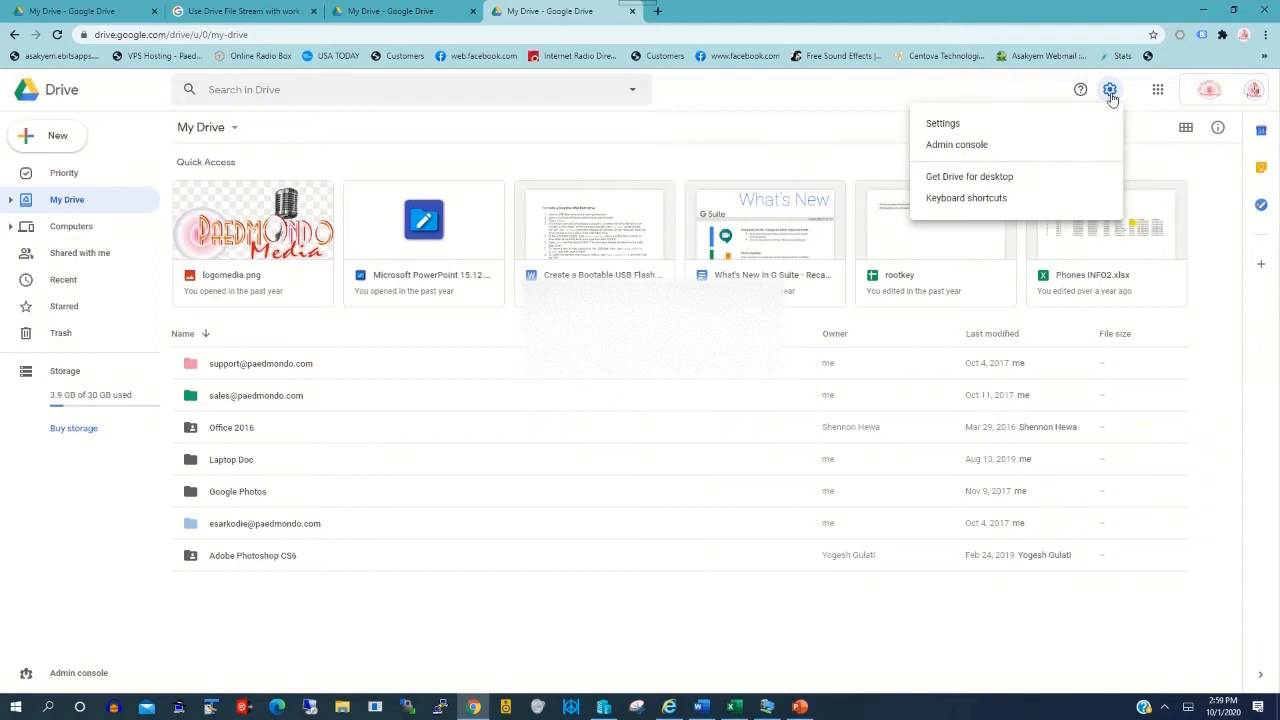 My Drive - Google Drive
Use Drive File Stream with work
My Drive - Google Drive
My Drive - Google Drive
drive.google.com/drive/u/0/my-drive
asakyem.ebitsapps...
VPS Hosting - Paed...
Online Radio Box
USA TODAY
Customers
web.facebook.com
Internet Radio Dire...
Customers
www.facebook.com
Free Sound Effects |...
Centova Technologi...
Asakyem Webmail :...
Stats
Drive
Search in Drive
Settings
Admin console
Get Drive for desktop
Keyboard shortcuts
New
My Drive
Quick Access
Priority
My Drive
Computers
Shared with me
Recent
Starred
Trash
Storage
3.9 GB of 30 GB used
Buy storage
PAEDMONDO
Media
What's New
G Suite
logomedia.png
You opened in the past year
Microsoft PowerPoint 15.12....
You opened in the past year
Create a Bootable USB Flash ...
What's New in G Suite - Reca...
year
rootkey
You edited in the past year
Phones INFO2.xlsx
You edited over a year ago
Name
Owner
Last modified
File size
support@paedmondo.com
me
Oct 4, 2017 me
—
sales@paedmondo.com
me
Oct 11, 2017 me
—
Office 2016
Shennon Hewa
Mar 29, 2016 Shennon Hewa
—
Laptop Doc
me
Aug 13, 2019 me
—
Google Photos
me
Nov 9, 2017 me
—
esarkodie@paedmondo.com
me
Oct 4, 2017 me
—
Adobe Photoshop CS6
Yogesh Gulati
Feb 24, 2019 Yogesh Gulati
—
Admin console
2:59 PM
10/1/2020